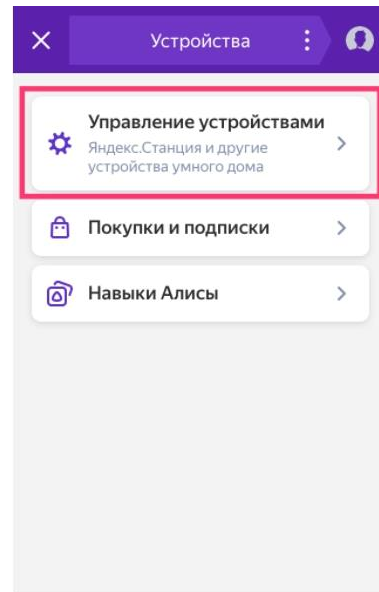 Устройства
Управление устройствами
Яндекс.Станция и другие
устройства умного дома
Покупки и подписки
Навыки Алисы